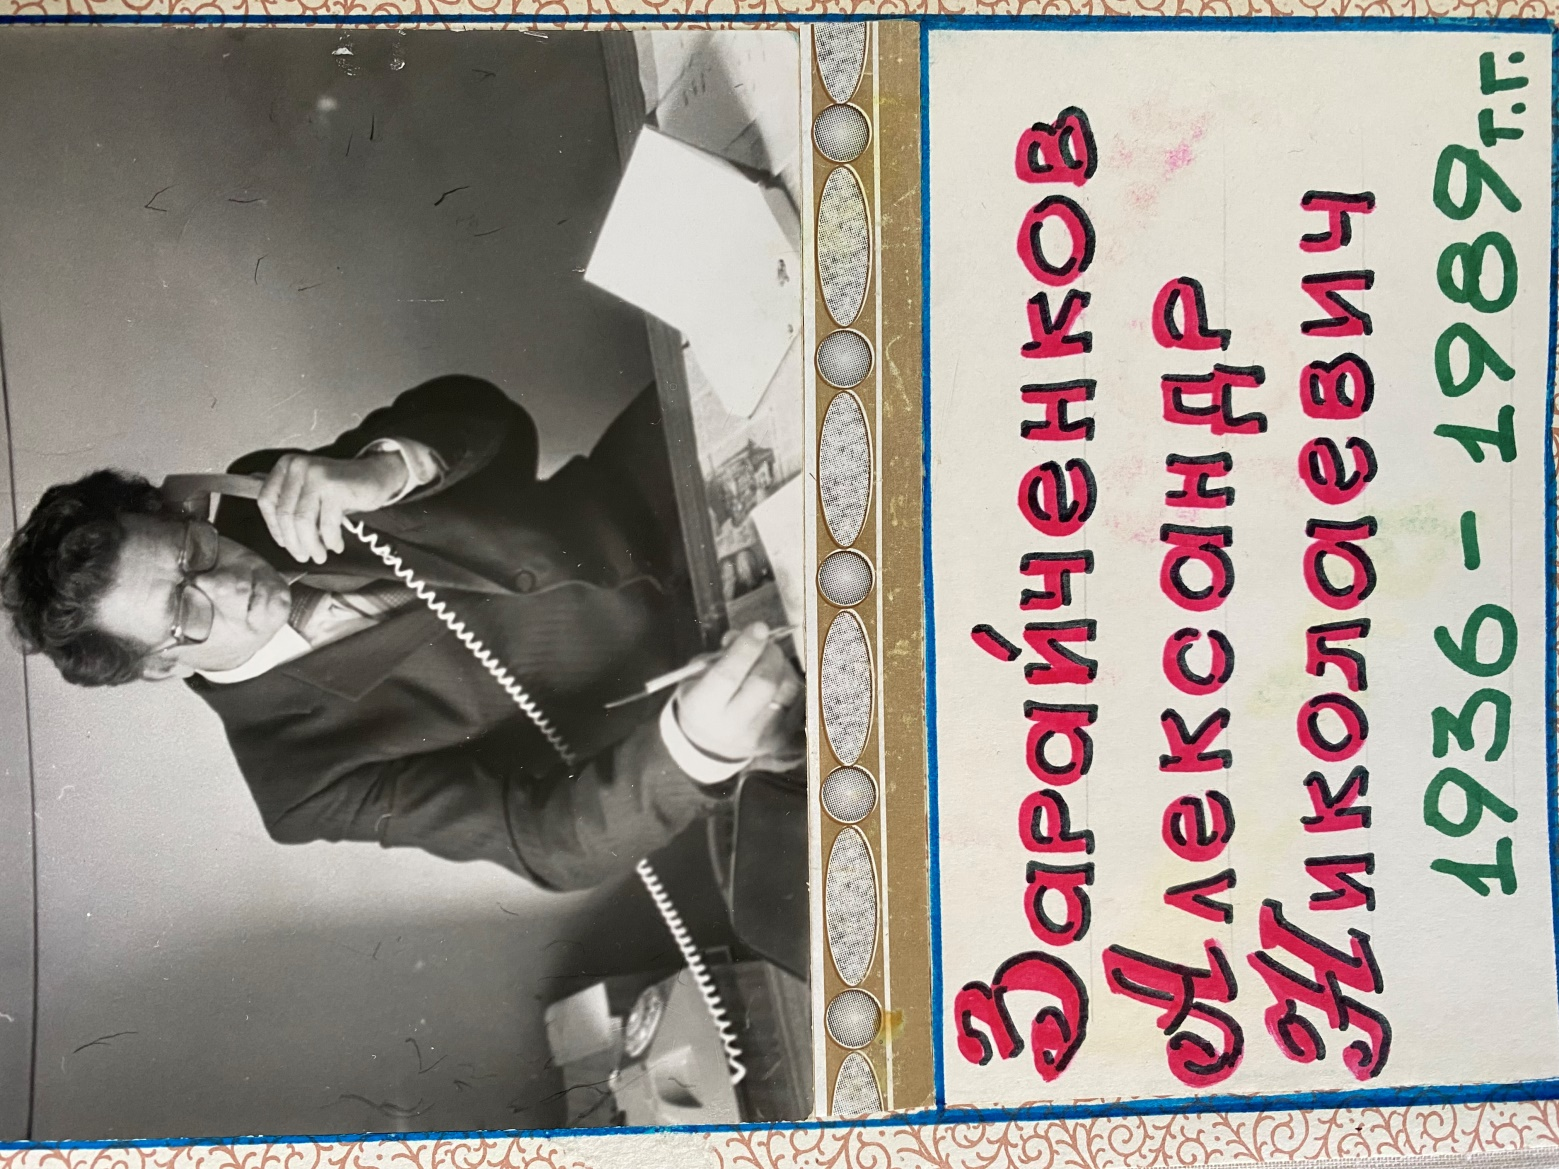 Зарайченков
Александр
Николаевич
1936 - 1989г.г.